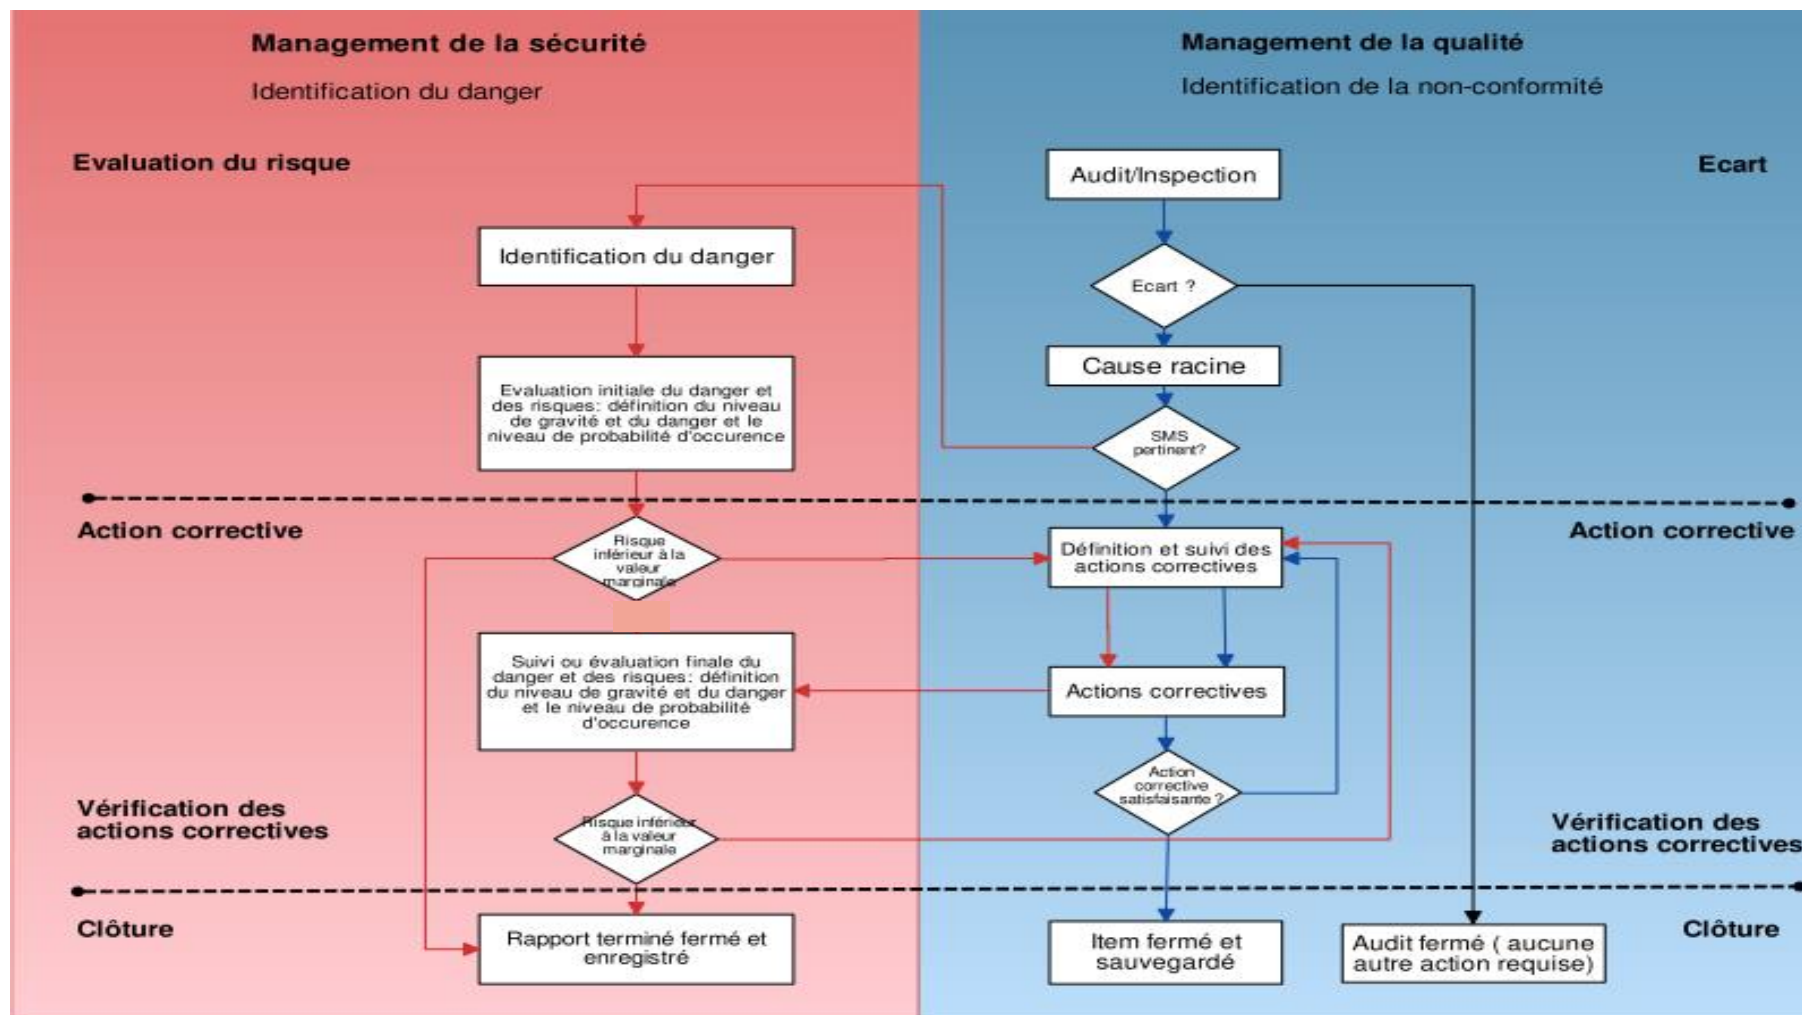 Management de la sécurité
Identification du danger
Management de la qualité
Identification de la non-conformité
Evaluation du risque
Ecart
Audit/Inspection
Identification du danger
Ecart ?
Cause racine
Evaluation initiale du danger et
des risques: définition du niveau
de gravité et du danger et le
niveau de probabilité d'occurence
SMS
pertinent?
Action corrective
Action corrective
Risque
inférieur à la
valeur
marginale
Définition et suivi des
actions correctives
Suivi ou évaluation finale du
danger et des risques: définition
du niveau de gravité et du danger
et le niveau de probabilité
d'occurence
Actions correctives
Action
corrective
satisfaisante ?
Vérification des
actions correctives
Risque inférieur
à la valeur
marginale
Vérification des
actions correctives
Clôture
Rapport terminé fermé et
enregistré
Item fermé et
sauvegardé
Audit fermé ( aucune
autre action requise)
Clôture